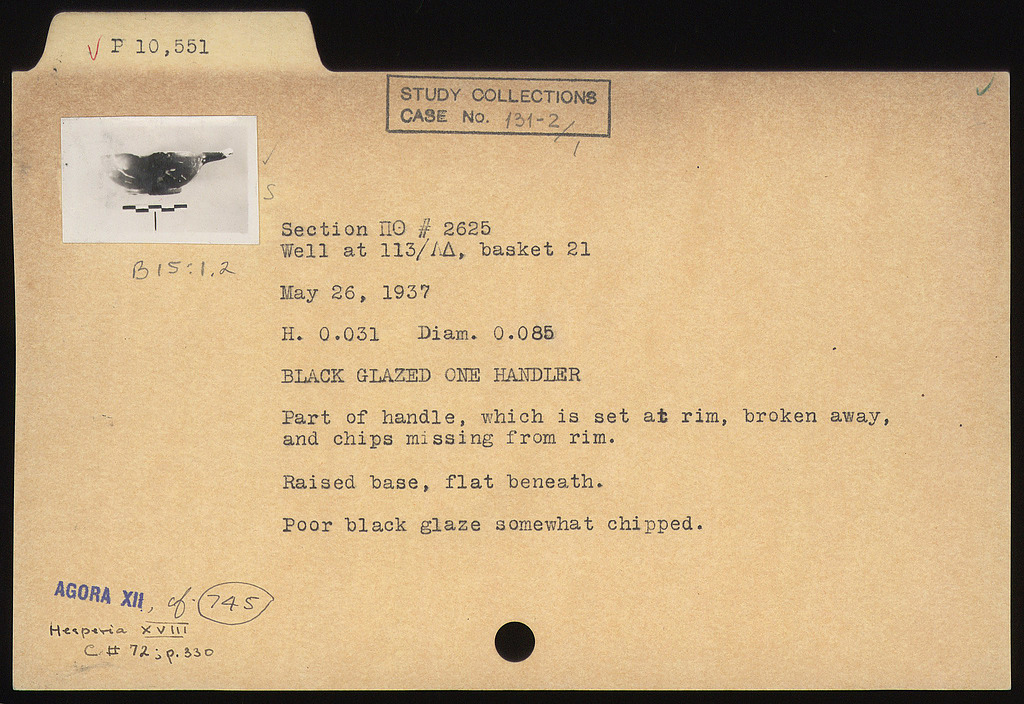 ✓ P 10,551
STUDY COLLECTIONS
CASE No. 131-2/1
✓
S
B15:1.2
Section ΠΘ # 2625
Well at 113/ΛΔ, basket 21
May 26, 1937
H. 0.031 Diam. 0.085
BLACK GLAZED ONE HANDLER
Part of handle, which is set at rim, broken away,
and chips missing from rim.
Raised base, flat beneath.
Poor black glaze somewhat chipped.
AGORA XII, cf. 745
Hesperia XVIII
C # 72; p. 330